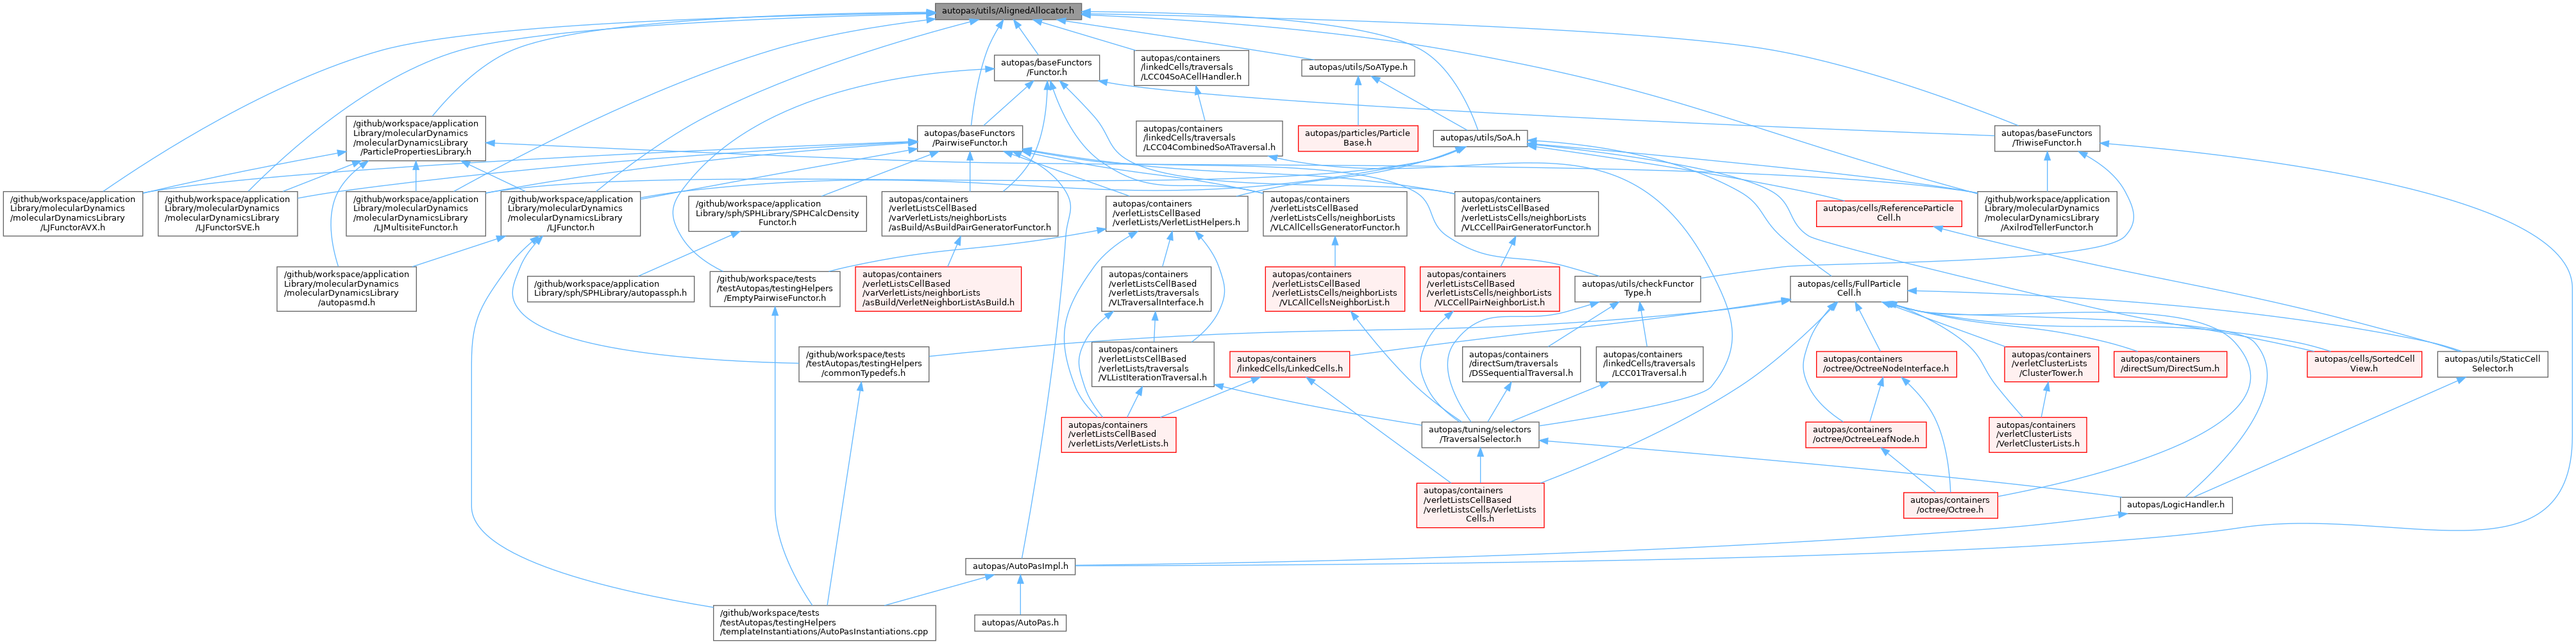 autopas/utils/AlignedAllocator.h
autopas/baseFunctors
/Functor.h
autopas/containers
/linkedCells/traversals
/LCC04SoACellHandler.h
autopas/utils/SoAType.h
/github/workspace/application
Library/molecularDynamics
/molecularDynamicsLibrary
/ParticlePropertiesLibrary.h
autopas/baseFunctors
/PairwiseFunctor.h
autopas/containers
/linkedCells/traversals
/LCC04CombinedSoATraversal.h
autopas/particles/Particle
Base.h
autopas/utils/SoA.h
autopas/baseFunctors
/TriwiseFunctor.h
/github/workspace/application
Library/molecularDynamics
/molecularDynamicsLibrary
/LJFunctorAVX.h
/github/workspace/application
Library/molecularDynamics
/molecularDynamicsLibrary
/LJFunctorSVE.h
/github/workspace/application
Library/molecularDynamics
/molecularDynamicsLibrary
/LJMultisiteFunctor.h
/github/workspace/application
Library/molecularDynamics
/molecularDynamicsLibrary
/LJFunctor.h
/github/workspace/application
Library/sph/SPHLibrary/SPHCalcDensity
Functor.h
autopas/containers
/verletListsCellBased
/varVerletLists/neighborLists
/asBuild/AsBuildPairGeneratorFunctor.h
autopas/containers
/verletListsCellBased
/verletLists/VerletListHelpers.h
autopas/containers
/verletListsCellBased
/verletListsCells/neighborLists
/VLCAllCellsGeneratorFunctor.h
autopas/containers
/verletListsCellBased
/verletListsCells/neighborLists
/VLCCellPairGeneratorFunctor.h
autopas/cells/ReferenceParticle
Cell.h
/github/workspace/application
Library/molecularDynamics
/molecularDynamicsLibrary
/AxilrodTellerFunctor.h
/github/workspace/application
Library/molecularDynamics
/molecularDynamicsLibrary
/autopasmd.h
/github/workspace/application
Library/sph/SPHLibrary/autopassph.h
/github/workspace/tests
/testAutopas/testingHelpers
/EmptyPairwiseFunctor.h
autopas/containers
/verletListsCellBased
/varVerletLists/neighborLists
/asBuild/VerletNeighborListAsBuild.h
autopas/containers
/verletListsCellBased
/verletLists/traversals
/VLTraversalInterface.h
autopas/containers
/verletListsCellBased
/verletListsCells/neighborLists
/VLCAllCellsNeighborList.h
autopas/containers
/verletListsCellBased
/verletListsCells/neighborLists
/VLCCellPairNeighborList.h
autopas/utils/checkFunctor
Type.h
autopas/cells/FullParticle
Cell.h
/github/workspace/tests
/testAutopas/testingHelpers
/commonTypedefs.h
autopas/containers
/verletListsCellBased
/verletLists/traversals
/VLListIterationTraversal.h
autopas/containers
/linkedCells/LinkedCells.h
autopas/containers
/directSum/traversals
/DSSequentialTraversal.h
autopas/containers
/linkedCells/traversals
/LCC01Traversal.h
autopas/containers
/octree/OctreeNodeInterface.h
autopas/containers
/verletClusterLists
/ClusterTower.h
autopas/containers
/directSum/DirectSum.h
autopas/cells/SortedCell
View.h
autopas/utils/StaticCell
Selector.h
autopas/containers
/verletListsCellBased
/verletLists/VerletLists.h
autopas/tuning/selectors
/TraversalSelector.h
autopas/containers
/octree/OctreeLeafNode.h
autopas/containers
/verletClusterLists
/VerletClusterLists.h
autopas/containers
/verletListsCellBased
/verletListsCells/VerletLists
Cells.h
autopas/containers
/octree/Octree.h
autopas/LogicHandler.h
autopas/AutoPasImpl.h
/github/workspace/tests
/testAutopas/testingHelpers
/templateInstantiations/AutoPasInstantiations.cpp
autopas/AutoPas.h